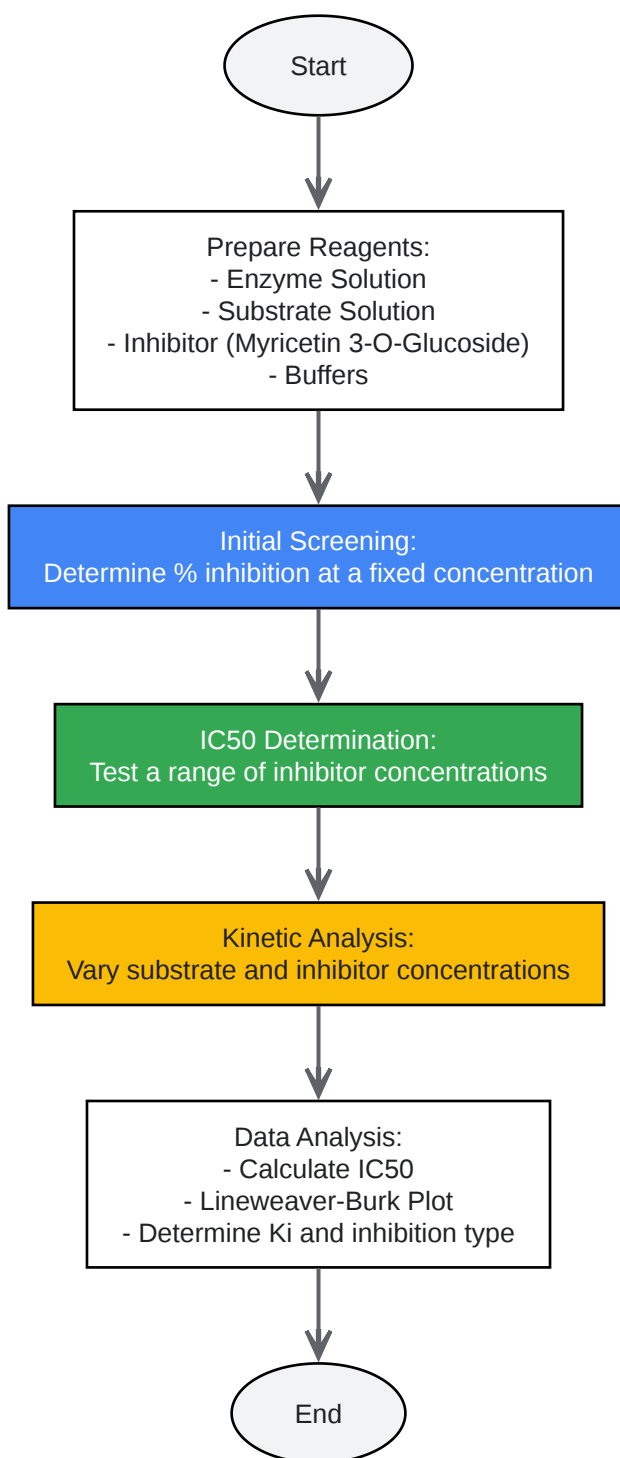 Start
Prepare Reagents:
- Enzyme Solution
- Substrate Solution
- Inhibitor (Myricetin 3-O-Glucoside)
- Buffers
Initial Screening:
Determine % inhibition at a fixed concentration
IC50 Determination:
Test a range of inhibitor concentrations
Kinetic Analysis:
Vary substrate and inhibitor concentrations
Data Analysis:
- Calculate IC50
- Lineweaver-Burk Plot
- Determine Ki and inhibition type
End